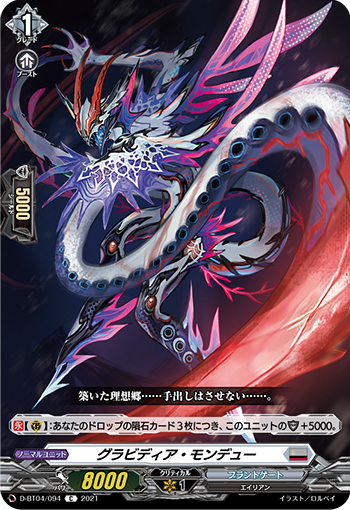 1
グレード
ブースト
5000
シールド
築いた理想郷……手出しはさせない……。
【永】【(G)】:あなたのドロップの隕石カード3枚につき、このユニットの+5000。
ノーマルユニット
グラビディア・モンデュー
パワー 8000
クリティカル
1
ブラントゲート
エイリアン
D-BT04/094 C 2021
イラスト/ロルベイ